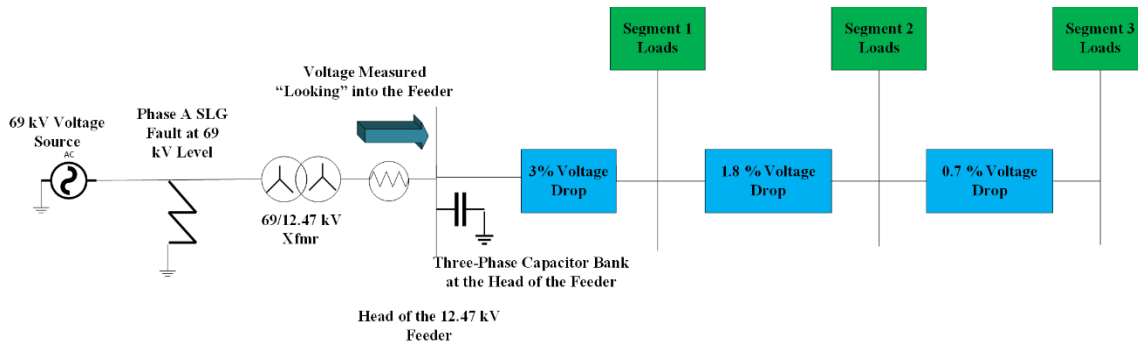 69 kV Voltage
Source
AC
Phase A SLG
Fault at 69
kV Level
69/12.47 kV
Xfmr
Voltage Measured
“Looking” into the Feeder
Three-Phase Capacitor Bank
at the Head of the Feeder
Head of the 12.47 kV
Feeder
3% Voltage
Drop
Segment 1
Loads
1.8 % Voltage
Drop
Segment 2
Loads
0.7 % Voltage
Drop
Segment 3
Loads